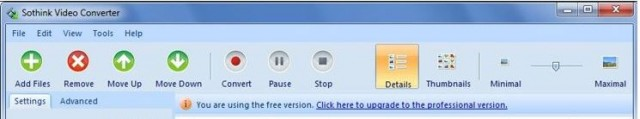 Sothink Video Converter
File Edit View Tools Help
Add Files Remove Move Up Move Down Convert Pause Stop Details Thumbnails Minimal Maximal
Settings Advanced
You are using the free version. Click here to upgrade to the professional version.